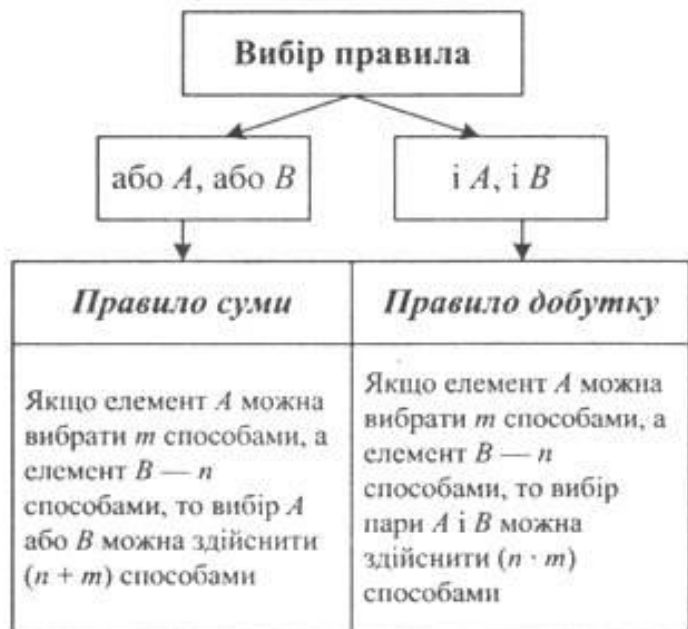 Вибір правила
або A, або B
і A, і B
Правило суми
Правило добутку
Якщо елемент A можна
вибрати m способами, а
елемент B — n
способами, то вибір A
або B можна здійснити
(n + m) способами
Якщо елемент A можна
вибрати m способами, а
елемент B — n
способами, то вибір
пари A і B можна
здійснити (n · m)
способами